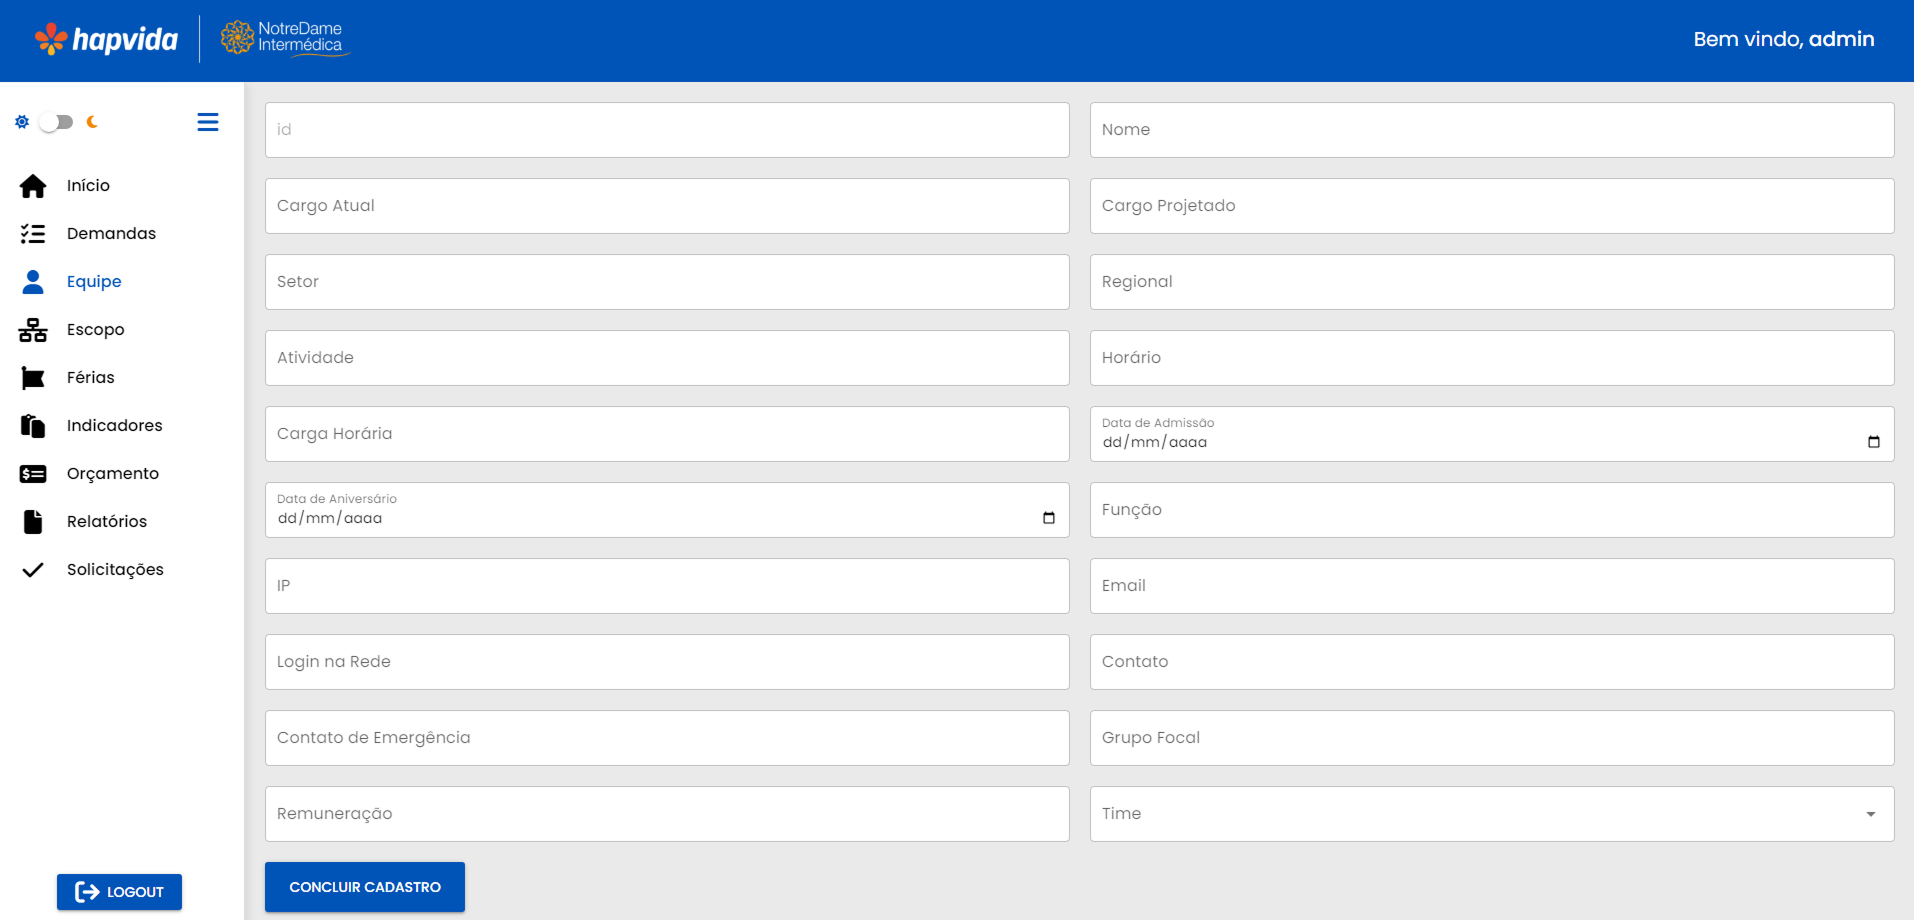 hapvida
NotreDame
Intermédica
Bem vindo, admin
Início
Demandas
Equipe
Escopo
Férias
Indicadores
Orçamento
Relatórios
Solicitações
LOGOUT
id
Nome
Cargo Atual
Cargo Projetado
Setor
Regional
Atividade
Horário
Carga Horária
Data de Admissão
dd/mm/aaaa
Data de Aniversário
dd/mm/aaaa
Função
IP
Email
Login na Rede
Contato
Contato de Emergência
Grupo Focal
Remuneração
Time
CONCLUIR CADASTRO